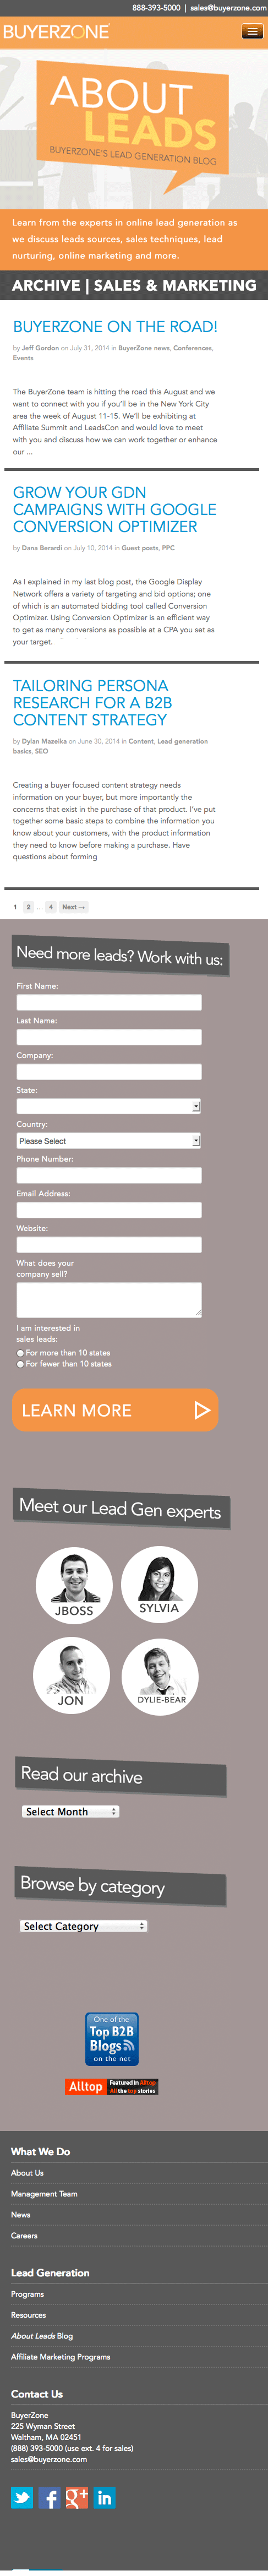 888-393-5000 | sales@buyerzone.com
BUYERZONE
ABOUT
LEADS
BUYERZONE'S LEAD GENERATION BLOG
Learn from the experts in online lead generation as
we discuss leads sources, sales techniques, lead
nurturing, online marketing and more.
ARCHIVE | SALES & MARKETING
BUYERZONE ON THE ROAD!
by Jeff Gordon on July 31, 2014 in BuyerZone news, Conferences,
Events
The BuyerZone team is hitting the road this August and we
want to connect with you if you'll be in the New York City
area the week of August 11-15. We'll be exhibiting at
Affiliate Summit and LeadsCon and would love to meet
with you and discuss how we can work together or enhance
our ...
GROW YOUR GDN
CAMPAIGNS WITH GOOGLE
CONVERSION OPTIMIZER
by Dana Berardi on July 10, 2014 in Guest posts, PPC
As I explained in my last blog post, the Google Display
Network offers a variety of targeting and bid options; one
of which is an automated bidding tool called Conversion
Optimizer. Using Conversion Optimizer is an efficient way
to get as many conversions as possible at a CPA you set as
your target.
TAILORING PERSONA
RESEARCH FOR A B2B
CONTENT STRATEGY
by Dylan Mazeika on June 30, 2014 in Content, Lead generation
basics, SEO
Creating a buyer focused content strategy needs
information on your buyer, but more importantly the
concerns that exist in the purchase of that product. I've put
together some basic steps to combine the information you
know about your customers, with the product information
they need to know before making a purchase. Have
questions about forming
1 2 ... 4 Next →
Need more leads? Work with us:
First Name:
Last Name:
Company:
State:
Country:
Please Select
Phone Number:
Email Address:
Website:
What does your
company sell?
I am interested in
sales leads:
For more than 10 states
For fewer than 10 states
LEARN MORE
Meet our Lead Gen experts
JBOSS
SYLVIA
JON
DYLIE-BEAR
Read our archive
Select Month
Browse by category
Select Category
One of the
Top B2B
Blogs
on the net
Alltop Featured in Alltop
All the top stories
What We Do
About Us
Management Team
News
Careers
Lead Generation
Programs
Resources
About Leads Blog
Affiliate Marketing Programs
Contact Us
BuyerZone
225 Wyman Street
Waltham, MA 02451
(888) 393-5000 (use ext. 4 for sales)
sales@buyerzone.com